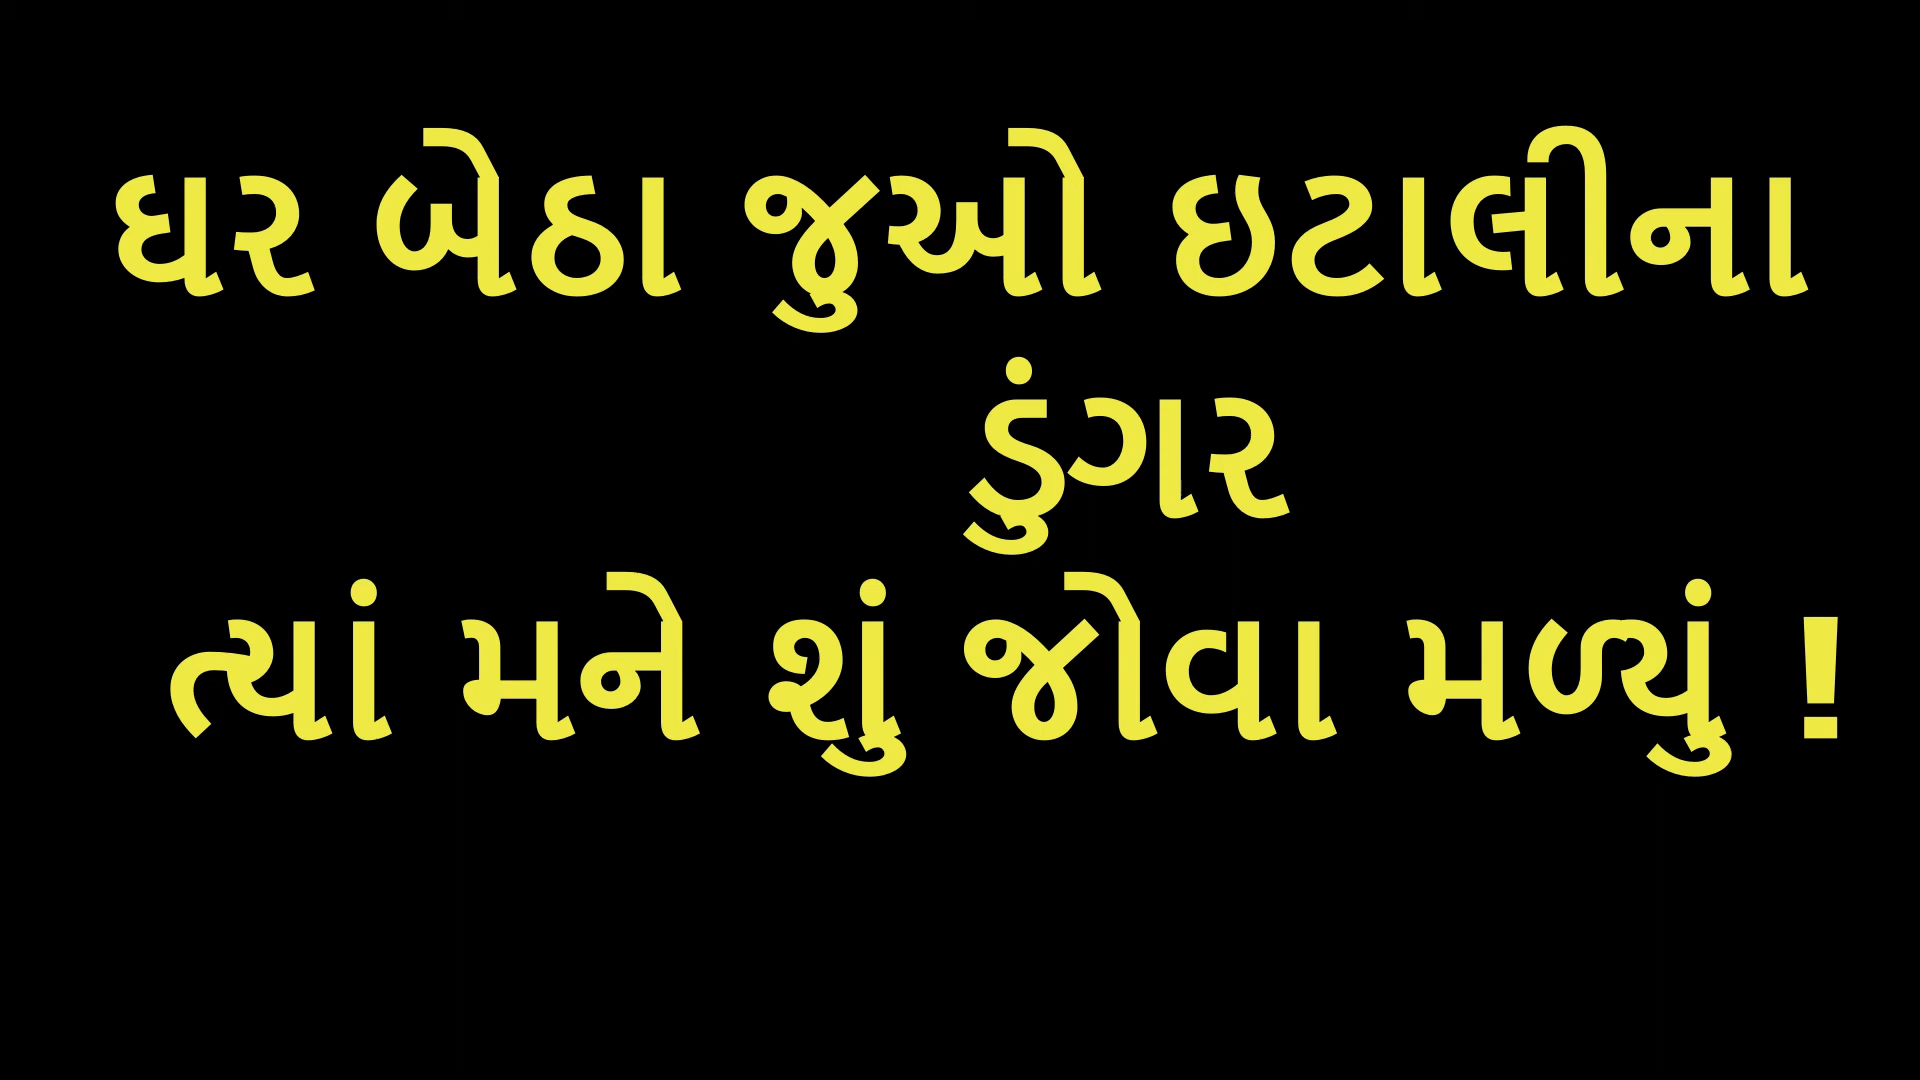 ઘર બેઠા જુઓ ઇટાલીના
ડુંગર
ત્યાં મને શું જોવા મળ્યું !